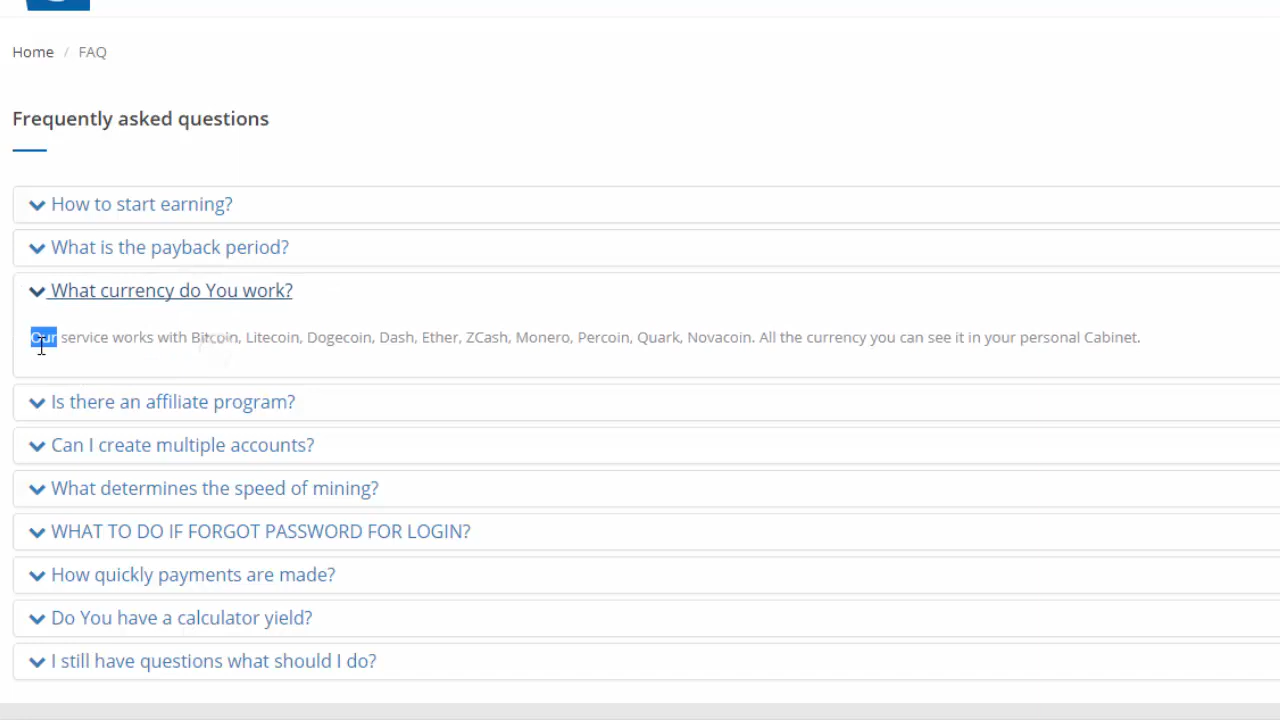 Home / FAQ
Frequently asked questions
How to start earning?
What is the payback period?
What currency do You work?
Our service works with Bitcoin, Litecoin, Dogecoin, Dash, Ether, ZCash, Monero, Percoin, Quark, Novacoin. All the currency you can see it in your personal Cabinet.
Is there an affiliate program?
Can I create multiple accounts?
What determines the speed of mining?
WHAT TO DO IF FORGOT PASSWORD FOR LOGIN?
How quickly payments are made?
Do You have a calculator yield?
I still have questions what should I do?